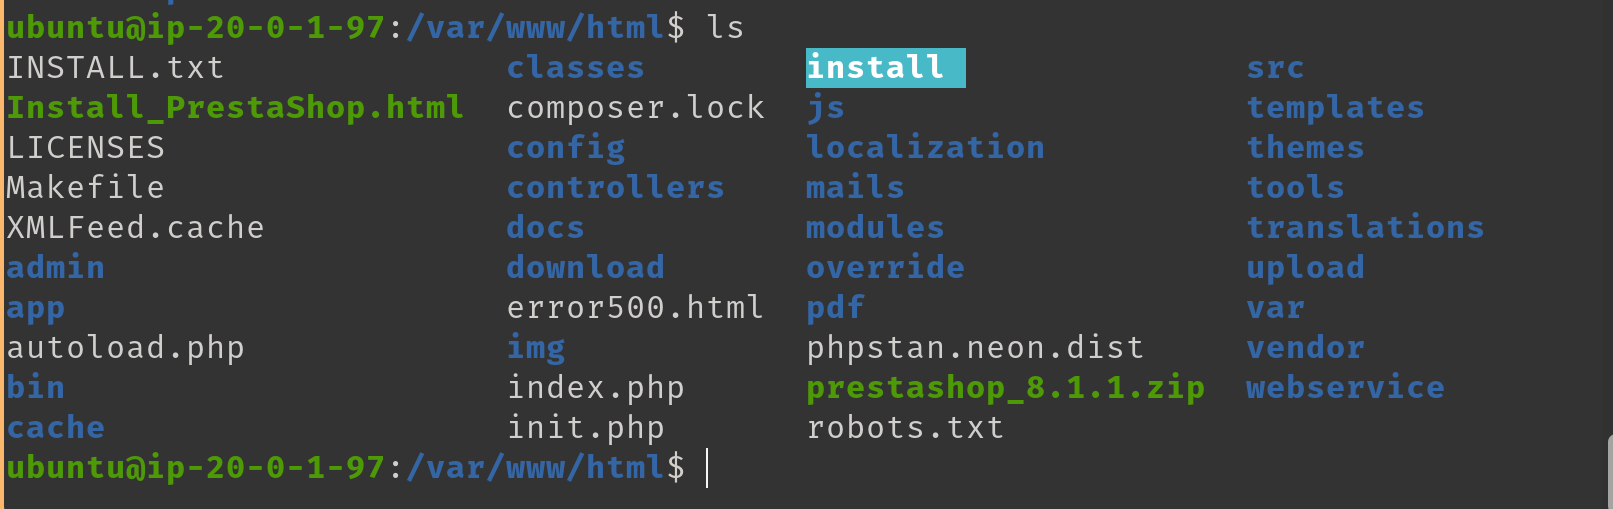 ubuntu@ip-20-0-1-97:/var/www/html$ ls
INSTALL.txt classes install src
Install_PrestaShop.html composer.lock js templates
LICENSES config localization themes
Makefile controllers mails tools
XMLFeed.cache docs modules translations
admin download override upload
app error500.html pdf var
autoload.php img phpstan.neon.dist vendor
bin index.php prestashop_8.1.1.zip webservice
cache init.php robots.txt
ubuntu@ip-20-0-1-97:/var/www/html$